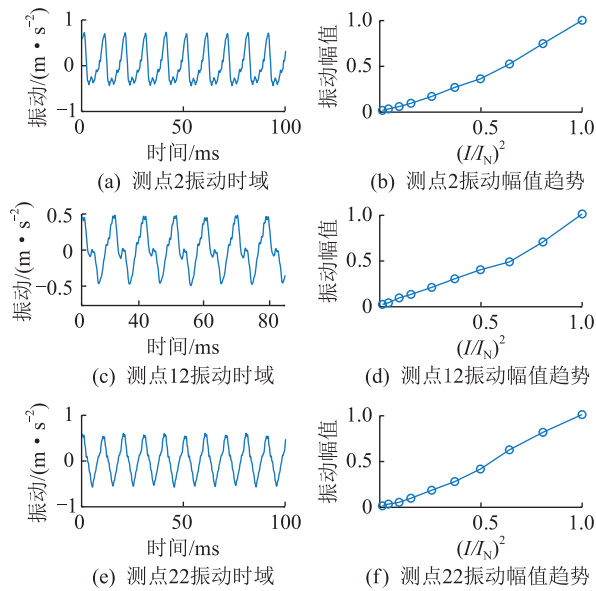 振动/(m·s⁻²)
1
0
−1
0
50
100
时间/ms
(a) 测点2振动时域
振动幅值
1.0
0.5
0
0.5
1.0
(I/I_N)²
(b) 测点2振动幅值趋势
振动/(m·s⁻²)
0.5
0
−0.5
0
20
40
60
80
时间/ms
(c) 测点12振动时域
振动幅值
1.0
0.5
0
0.5
1.0
(I/I_N)²
(d) 测点12振动幅值趋势
振动/(m·s⁻²)
1
0
−1
0
50
100
时间/ms
(e) 测点22振动时域
振动幅值
1.0
0.5
0
0.5
1.0
(I/I_N)²
(f) 测点22振动幅值趋势